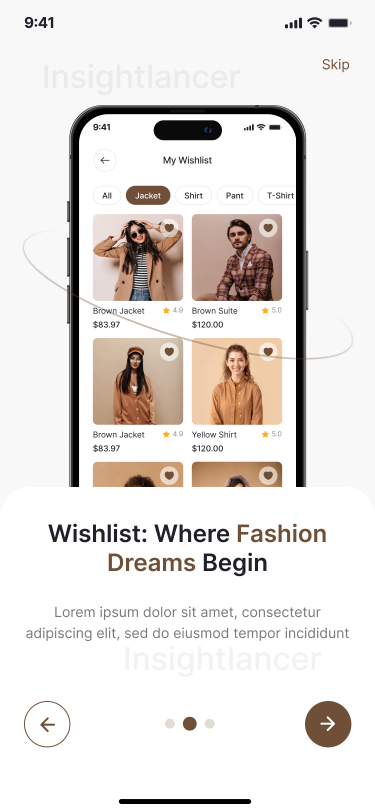 9:41
Skip
Insightlancer
9:41
My Wishlist
All Jacket Shirt Pant T-Shirt
Brown Jacket 4.9 Brown Suite 5.0
$83.97 $120.00
Brown Jacket 4.9 Yellow Shirt 5.0
$83.97 $120.00
Wishlist: Where Fashion
Dreams Begin
Lorem ipsum dolor sit amet, consectetur
adipiscing elit, sed do eiusmod tempor incididunt
Insightlancer